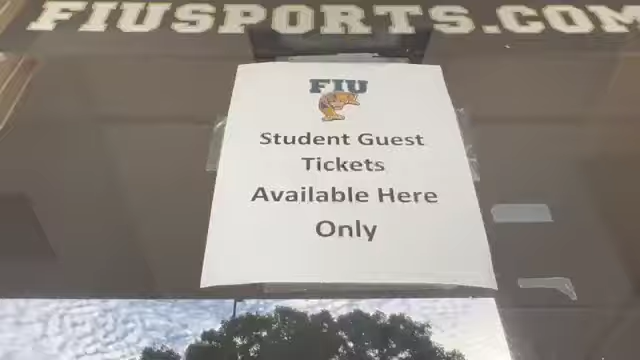 FIUSPORTS.COM
FIU
Student Guest
Tickets
Available Here
Only